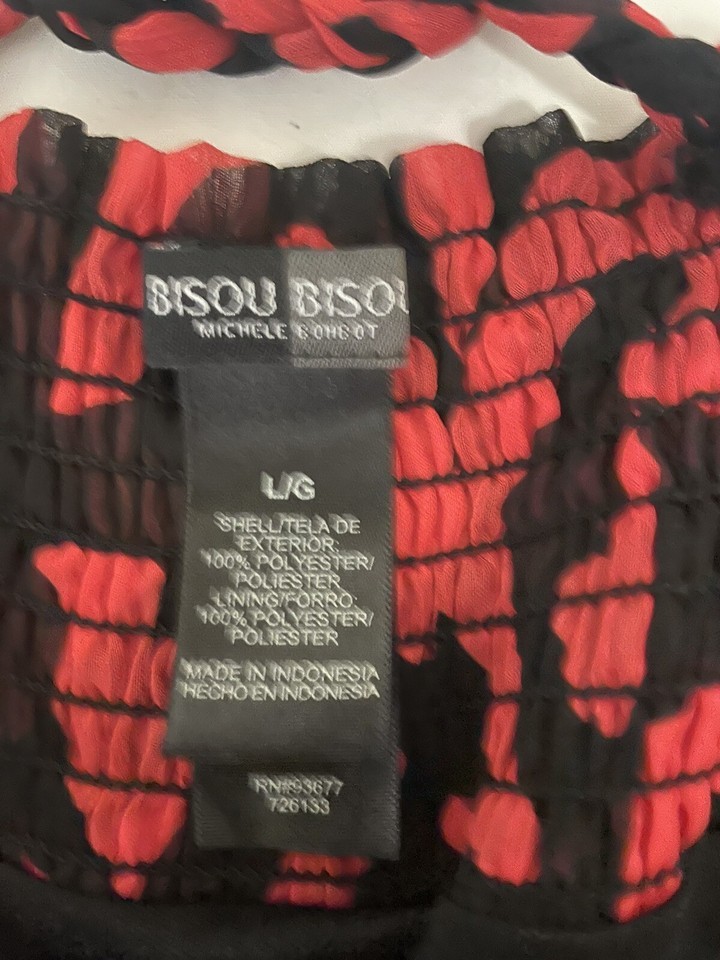 BISOU BISOU
MICHELE BOHBOT
L/G
SHELL/TELA DE
EXTERIOR:
100% POLYESTER/
POLIESTER
LINING/FORRO:
100% POLYESTER/
POLIESTER
MADE IN INDONESIA
HECHO EN INDONESIA
RN#93677
726133